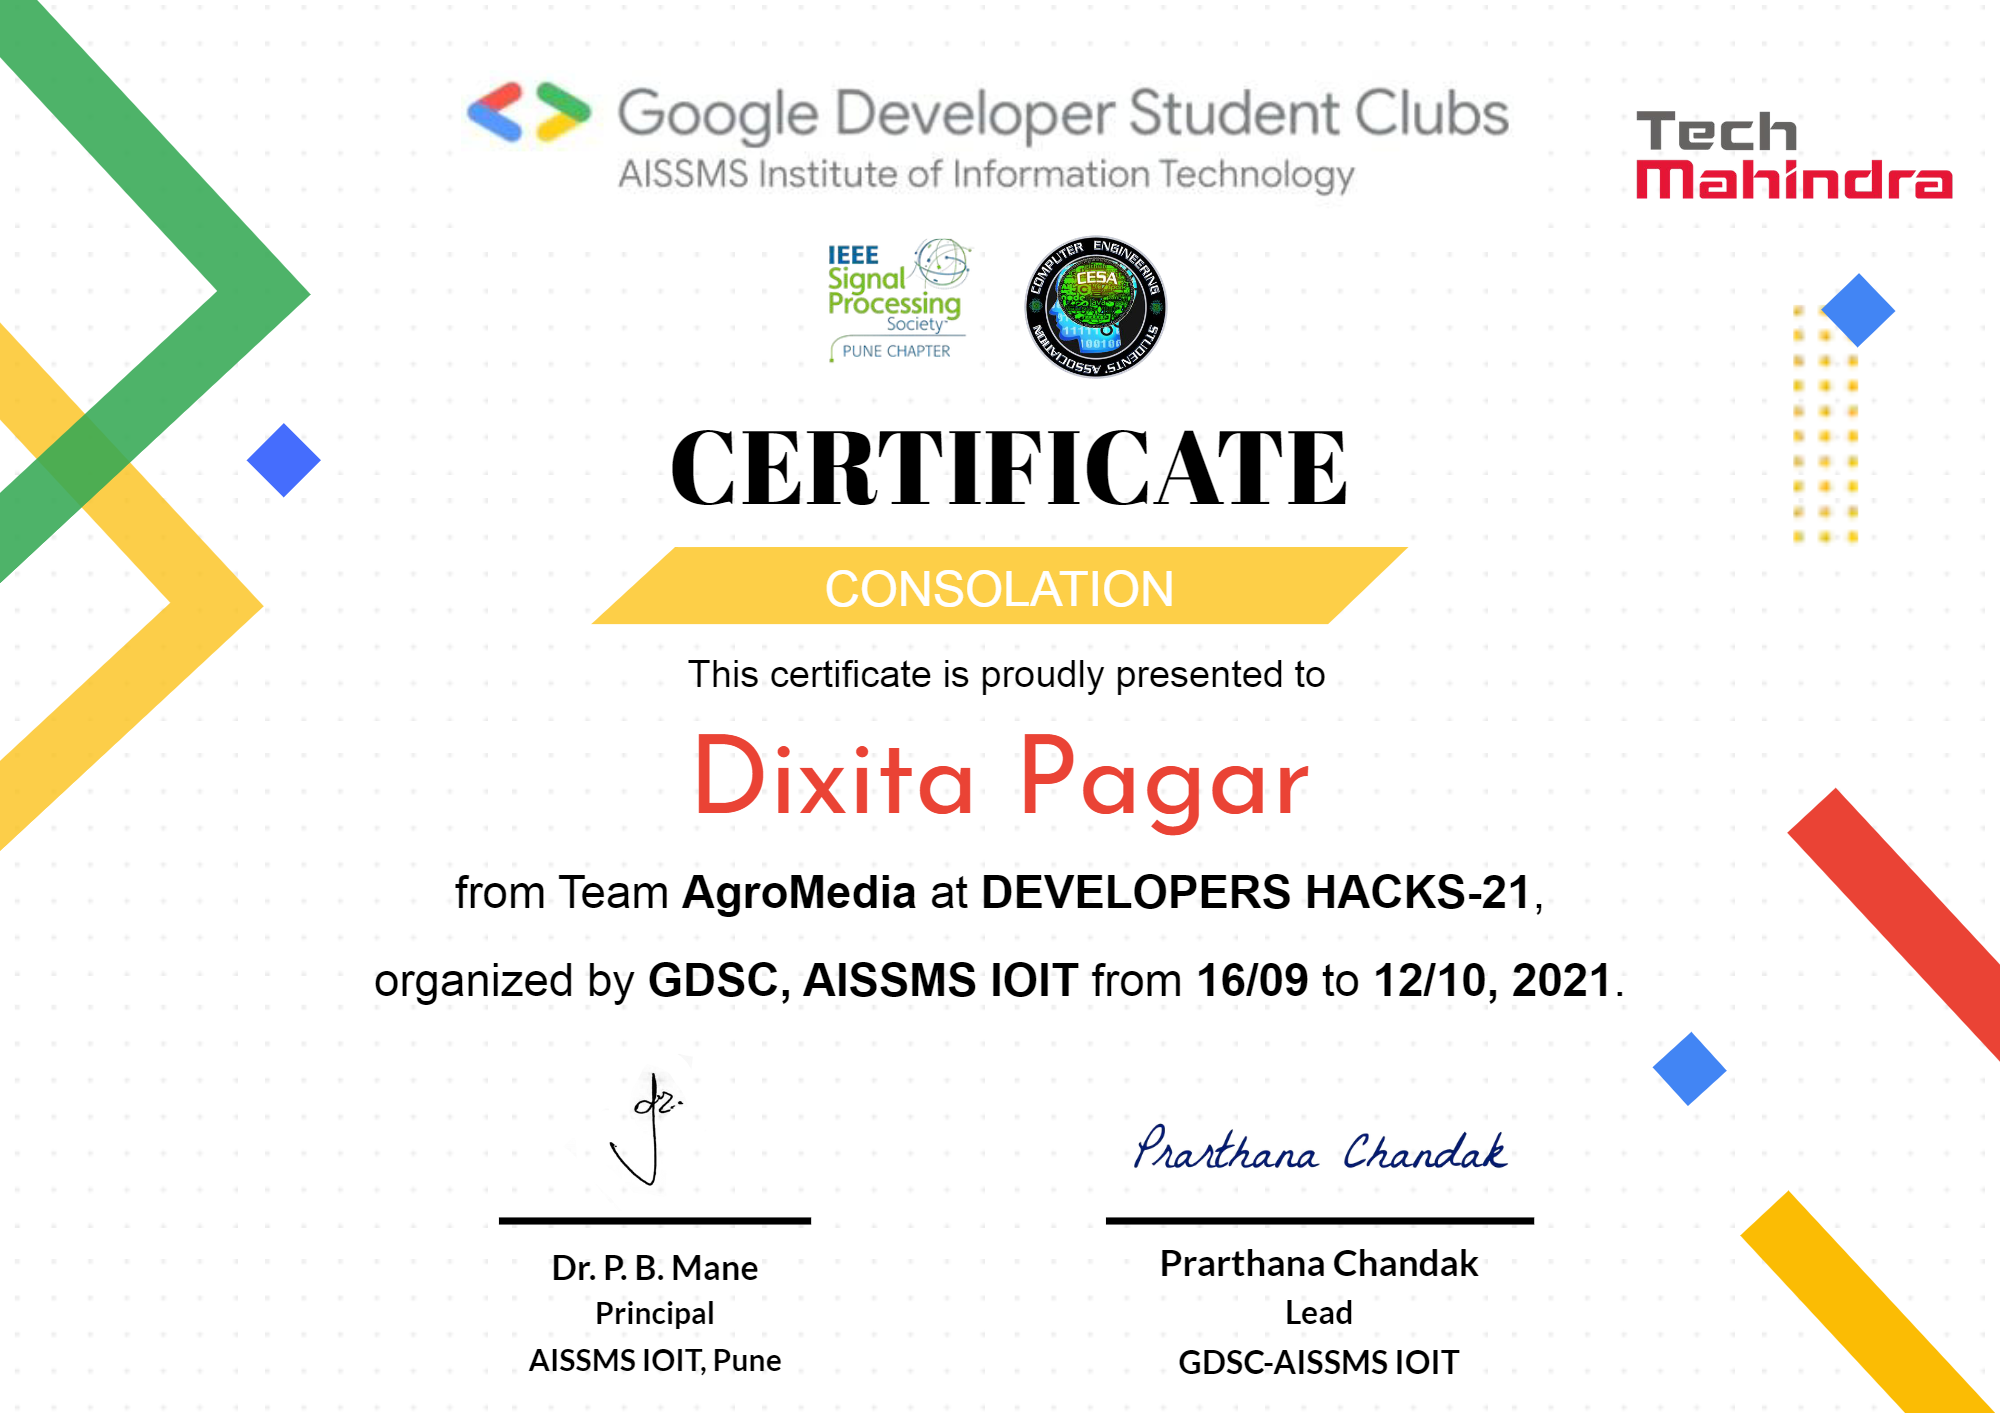 Google Developer Student Clubs
AISSMS Institute of Information Technology
Tech
Mahindra
IEEE
Signal
Processing
Society
PUNE CHAPTER
COMPUTER ENGINEERING
STUDENTS' ASSOCIATION
CESA
100100
CERTIFICATE
CONSOLATION
This certificate is proudly presented to
Dixita Pagar
from Team AgroMedia at DEVELOPERS HACKS-21,
organized by GDSC, AISSMS IOIT from 16/09 to 12/10, 2021.
Prarthana Chandak
Dr. P. B. Mane
Principal
AISSMS IOIT, Pune
Prarthana Chandak
Lead
GDSC-AISSMS IOIT